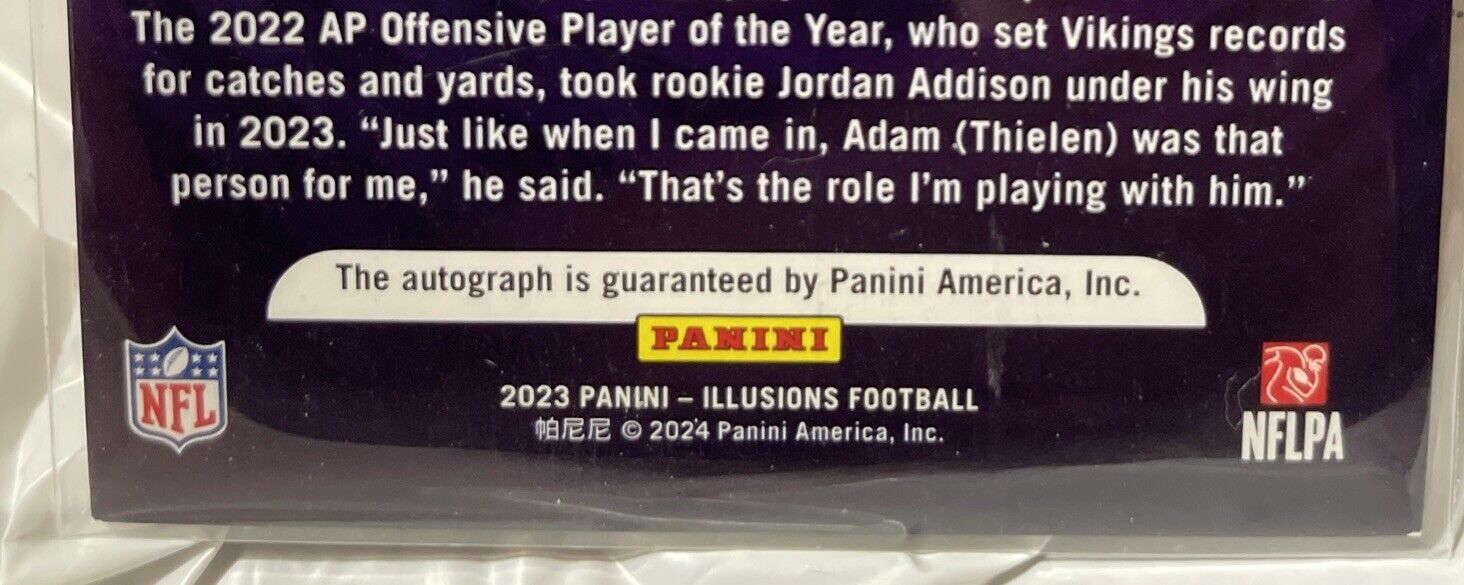 The 2022 AP Offensive Player of the Year, who set Vikings records
for catches and yards, took rookie Jordan Addison under his wing
in 2023. “Just like when I came in, Adam (Thielen) was that
person for me,” he said. “That’s the role I’m playing with him.”
The autograph is guaranteed by Panini America, Inc.
PANINI
NFL
2023 PANINI – ILLUSIONS FOOTBALL
帕尼尼 © 2024 Panini America, Inc.
NFLPA